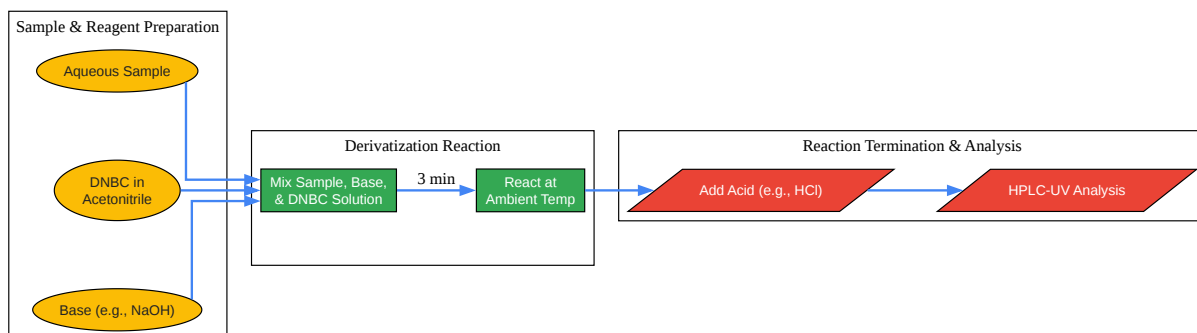 Sample & Reagent Preparation
Aqueous Sample
DNBC in
Acetonitrile
Base (e.g., NaOH)
Derivatization Reaction
Mix Sample, Base,
& DNBC Solution
3 min
React at
Ambient Temp
Reaction Termination & Analysis
Add Acid (e.g., HCl)
HPLC-UV Analysis